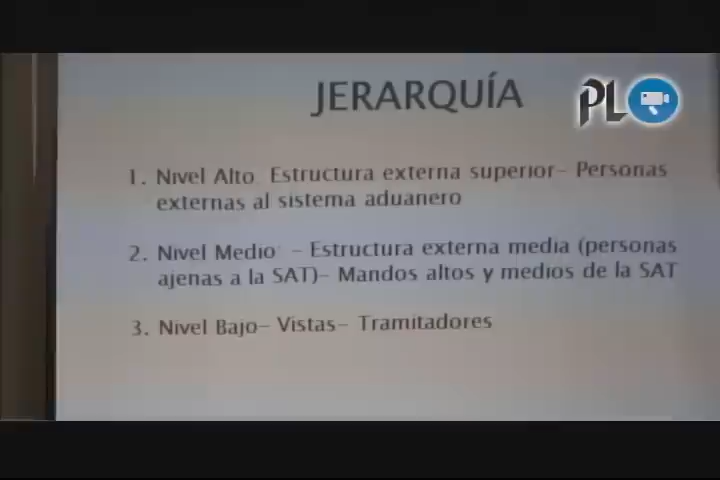 JERARQUÍA
PL
1. Nivel Alto: Estructura externa superior- Personas
externas al sistema aduanero
2. Nivel Medio: - Estructura externa media (personas
ajenas a la SAT)- Mandos altos y medios de la SAT
3. Nivel Bajo- Vistas- Tramitadores